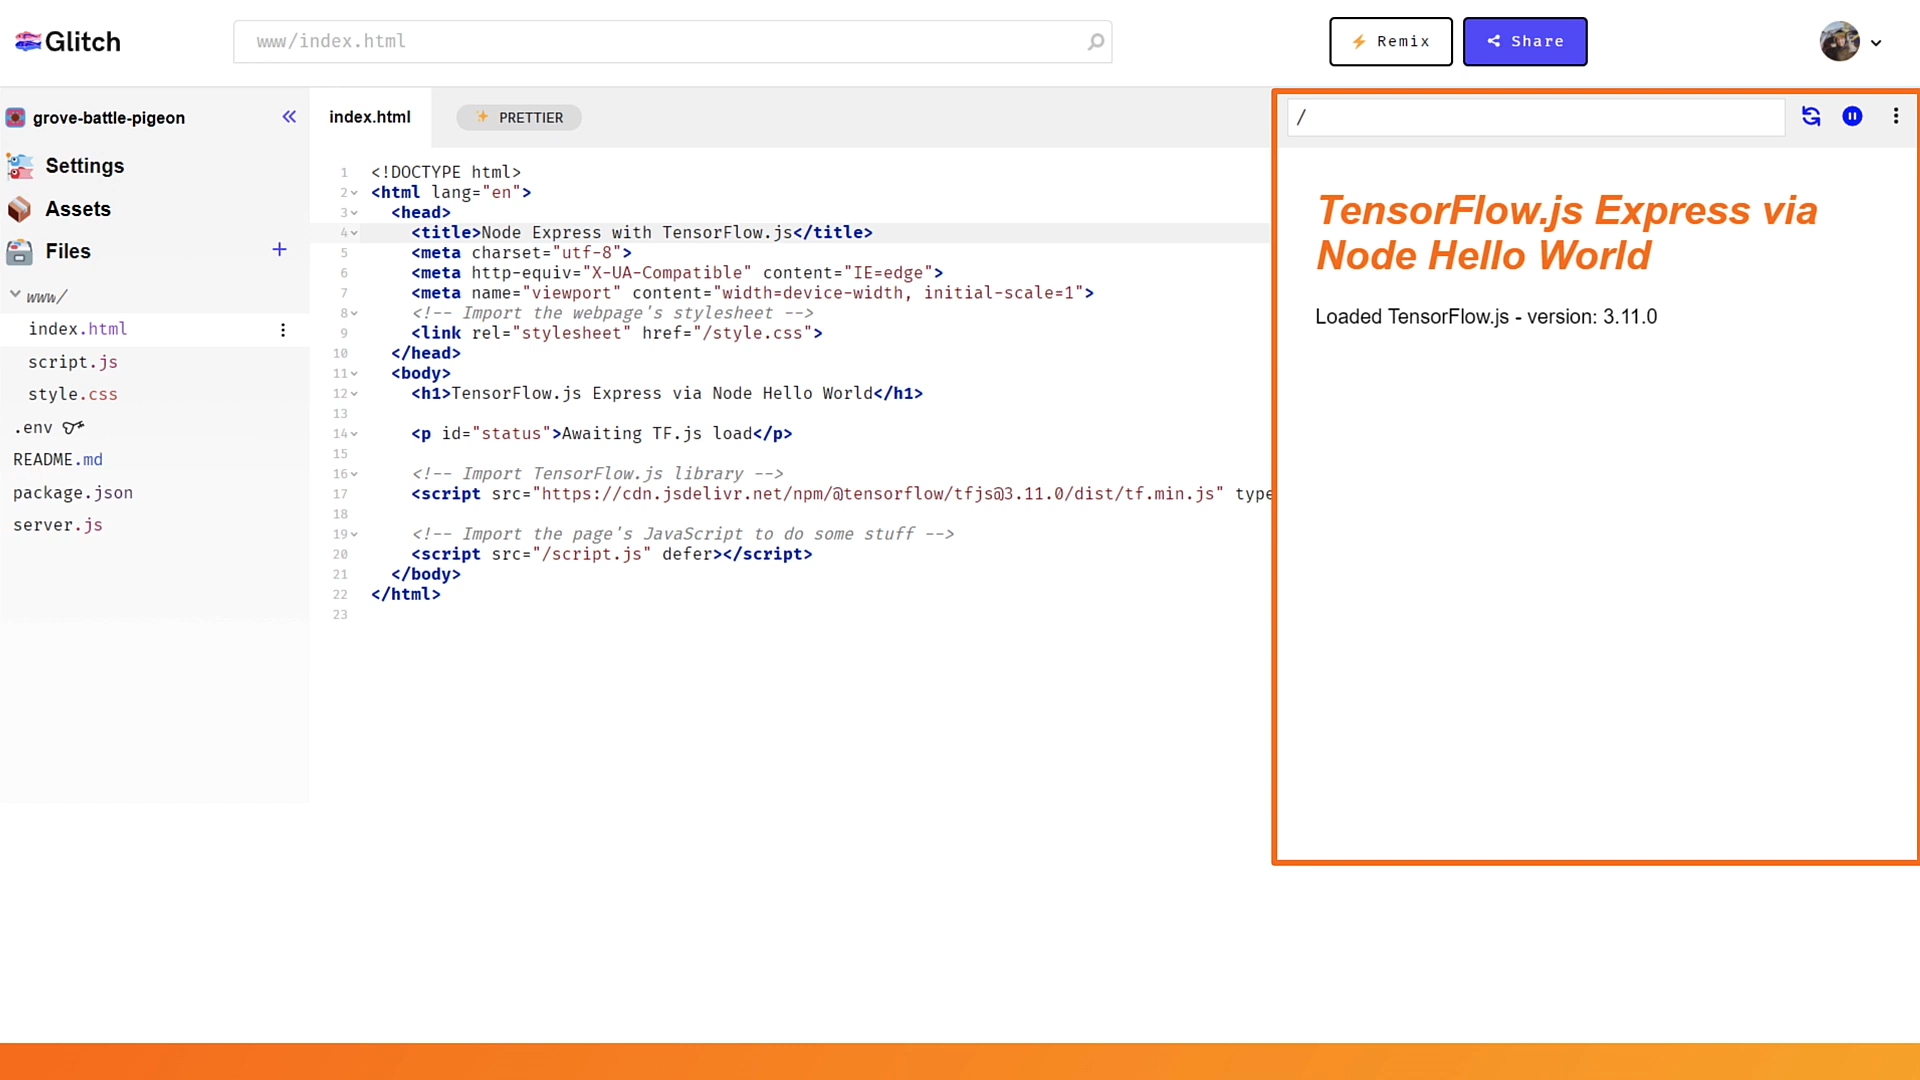 Glitch
www/index.html
Remix
Share
grove-battle-pigeon
Settings
Assets
Files
www/
index.html
script.js
style.css
.env
README.md
package.json
server.js
index.html
PRETTIER
1 <!DOCTYPE html>
2 <html lang="en">
3 <head>
4 <title>Node Express with TensorFlow.js</title>
5 <meta charset="utf-8">
6 <meta http-equiv="X-UA-Compatible" content="IE=edge">
7 <meta name="viewport" content="width=device-width, initial-scale=1">
8 <!-- Import the webpage's stylesheet -->
9 <link rel="stylesheet" href="/style.css">
10 </head>
11 <body>
12 <h1>TensorFlow.js Express via Node Hello World</h1>
13
14 <p id="status">Awaiting TF.js load</p>
15
16 <!-- Import TensorFlow.js library -->
17 <script src="https://cdn.jsdelivr.net/npm/@tensorflow/tfjs@3.11.0/dist/tf.min.js" type
18
19 <!-- Import the page's JavaScript to do some stuff -->
20 <script src="/script.js" defer></script>
21 </body>
22 </html>
23
/
TensorFlow.js Express via
Node Hello World
Loaded TensorFlow.js - version: 3.11.0